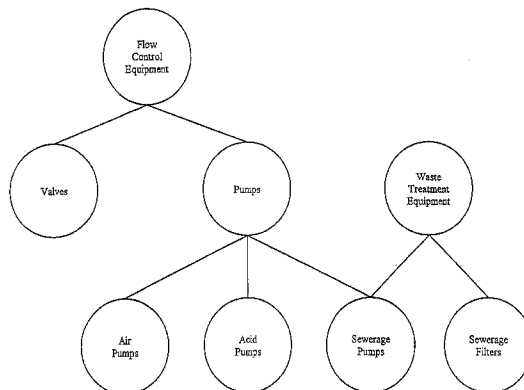 Flow
Control
Equipment
Valves
Pumps
Waste
Treatment
Equipment
Air
Pumps
Acid
Pumps
Sewerage
Pumps
Sewerage
Filters